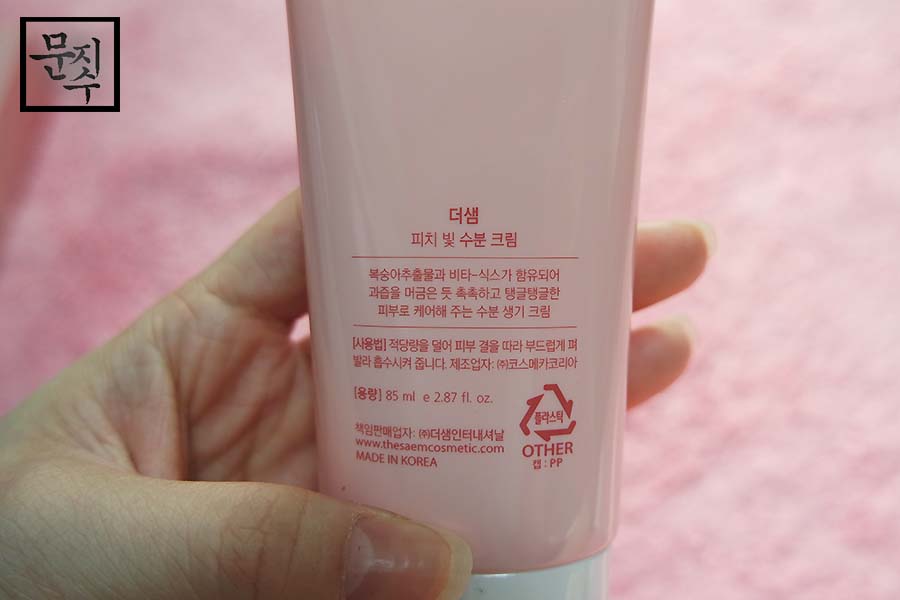 문지수
더샘
피치 빛 수분 크림
복숭아추출물과 비타-식스가 함유되어
과즙을 머금은 듯 촉촉하고 탱글탱글한
피부로 케어해 주는 수분 생기 크림
[사용법] 적당량을 덜어 피부 결을 따라 부드럽게 펴
발라 흡수시켜 줍니다. 제조업자: ㈜코스메카코리아
[용량] 85 ml e 2.87 fl. oz.
책임판매업자: ㈜더샘인터내셔날
www.thesaemcosmetic.com
MADE IN KOREA
플라스틱
OTHER
캡 : PP